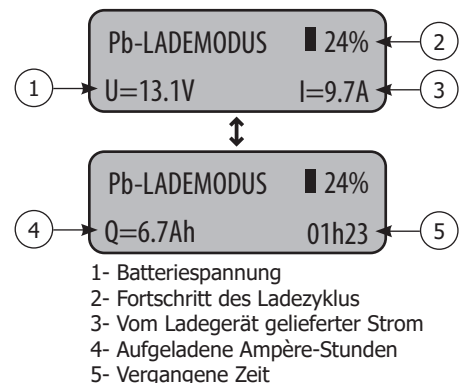 Pb-LADEMODUS 24% 2
1 U=13.1V I=9.7A 3
Pb-LADEMODUS 24%
4 Q=6.7Ah 01h23 5
1- Batteriespannung
2- Fortschritt des Ladezyklus
3- Vom Ladegerät gelieferter Strom
4- Aufgeladene Ampère-Stunden
5- Vergangene Zeit